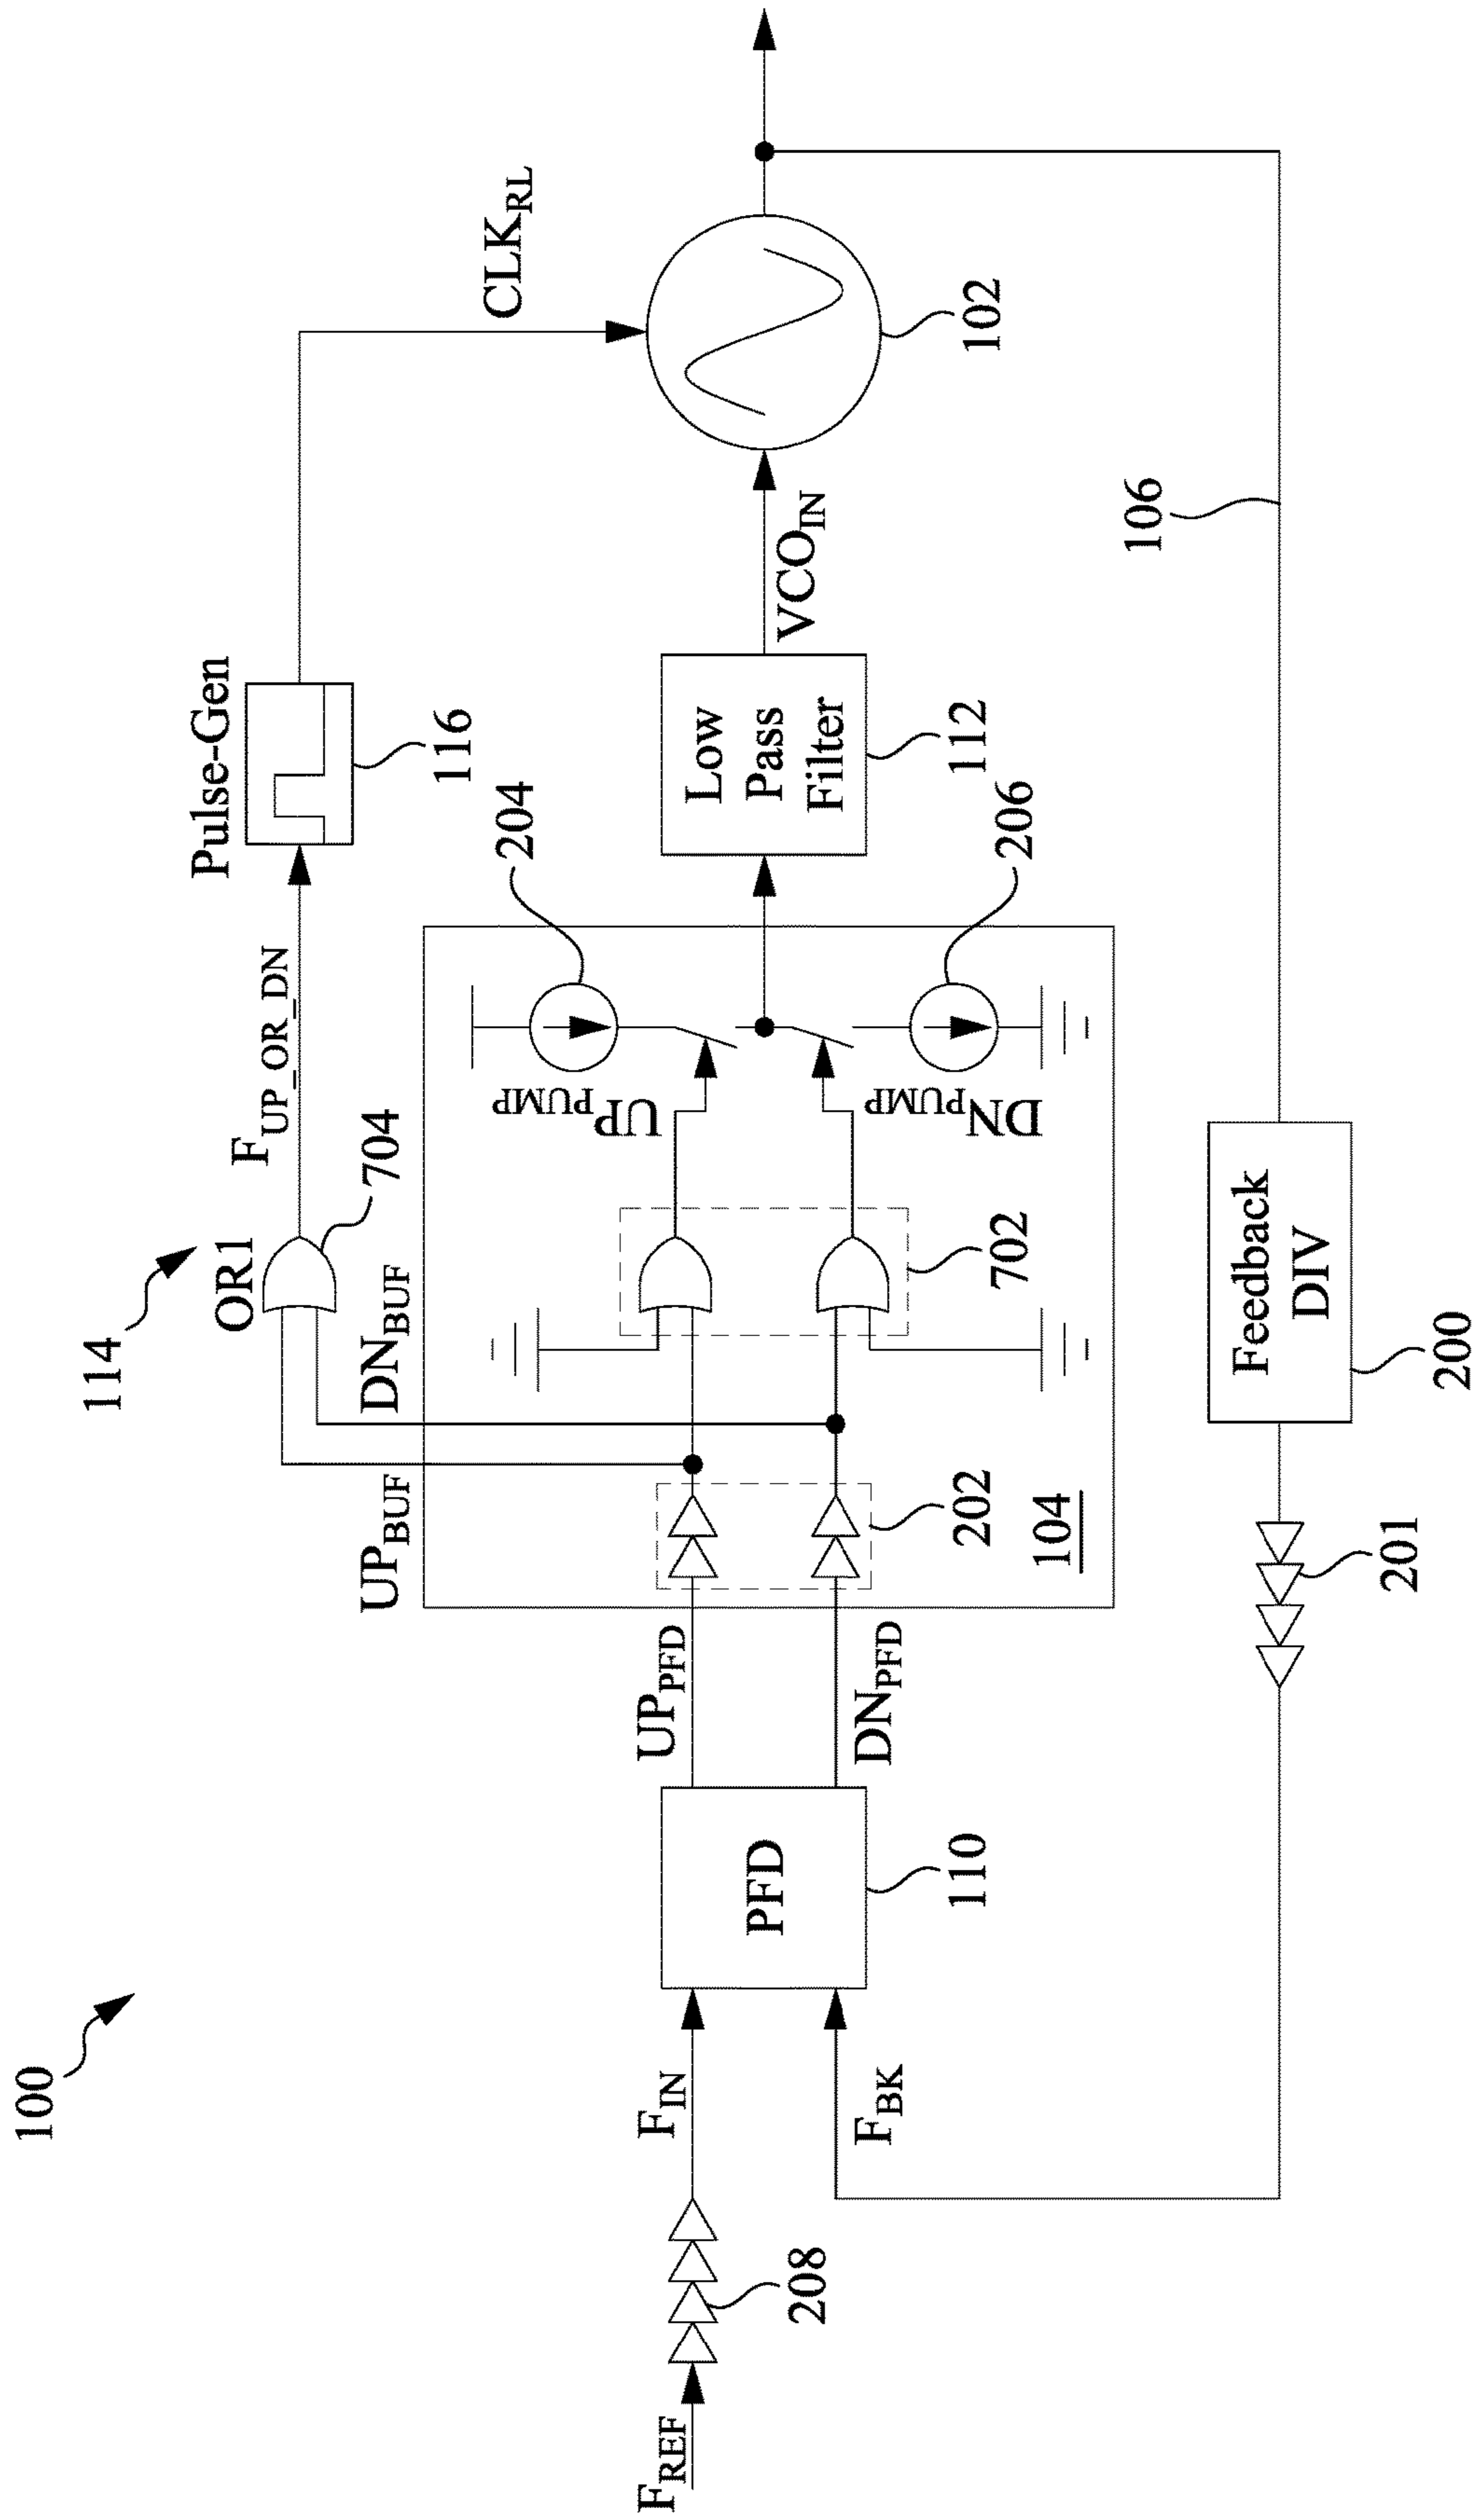 100
114
F_REF
208
F_IN
F_BK
PFD
110
UP_PFD
DN_PFD
UP_BUF
DN_BUF
202
104
702
OR1
704
F_UP_OR_DN
UP_PUMP
DN_PUMP
204
206
Pulse-Gen
116
Low
Pass
Filter
112
VCO_IN
CLK_RL
102
106
Feedback
DIV
200
201